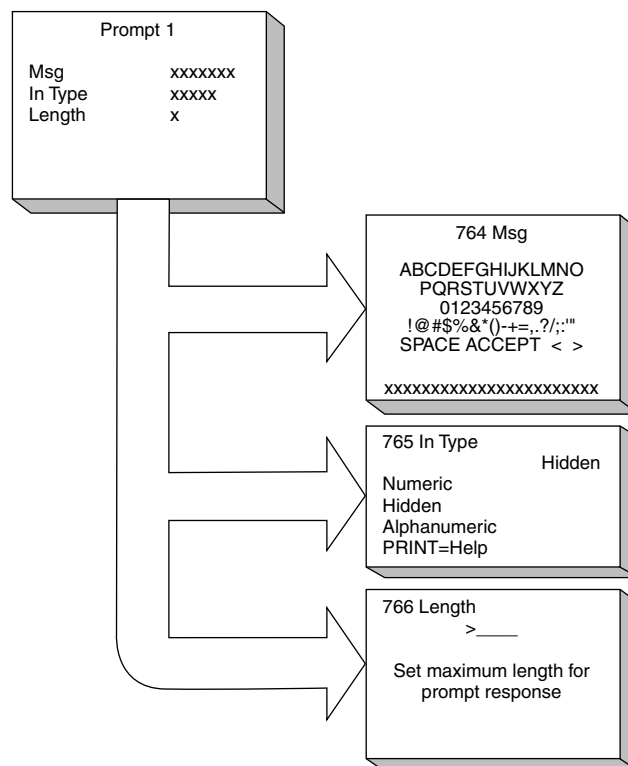 Prompt 1
Msg xxxxxxx
In Type xxxxx
Length x
764 Msg
ABCDEFGHIJKLMNO
PQRSTUVWXYZ
0123456789
!@#$%&*()-+=,.?/;:'"
SPACE ACCEPT < >
xxxxxxxxxxxxxxxxxxxxxxx
765 In Type
Hidden
Numeric
Hidden
Alphanumeric
PRINT=Help
766 Length
>____
Set maximum length for
prompt response